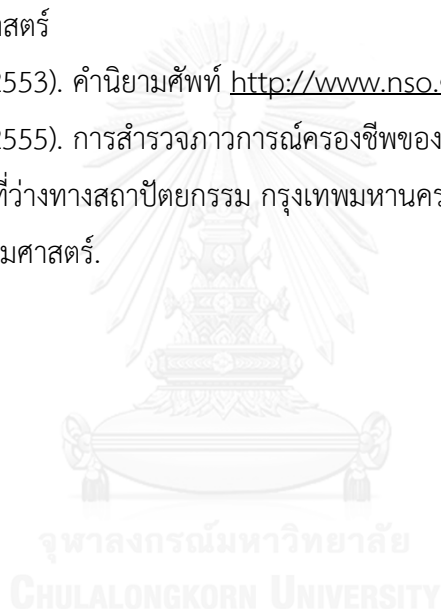 าสตร์
2553). คำนิยามศัพท์ http://www.nso.
2555). การสำรวจภาวการณ์ครองชีพของ
ที่ว่างทางสถาปัตยกรรม กรุงเทพมหานคร
มศาสตร์.
จุฬาลงกรณ์มหาวิทยาลัย
CHULALONGKORN UNIVERSITY